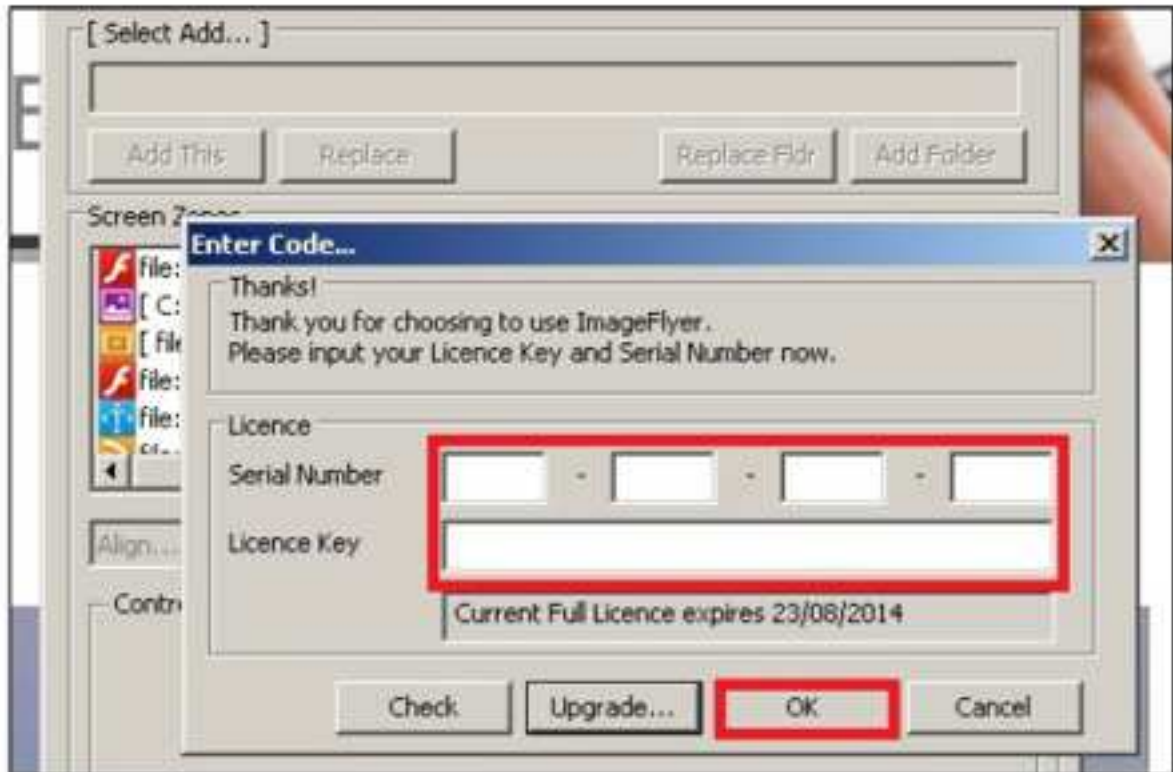 [ Select Add... ]
Add This
Replace
Replace Fldr
Add Folder
Screen
Enter Code...
file:
Thanks!
[ C:
Thank you for choosing to use ImageFlyer.
[ file
Please input your Licence Key and Serial Number now.
file:
file:
Licence
Serial Number - - -
Align...
Licence Key
Contro
Current Full Licence expires 23/08/2014
Check
Upgrade...
OK
Cancel